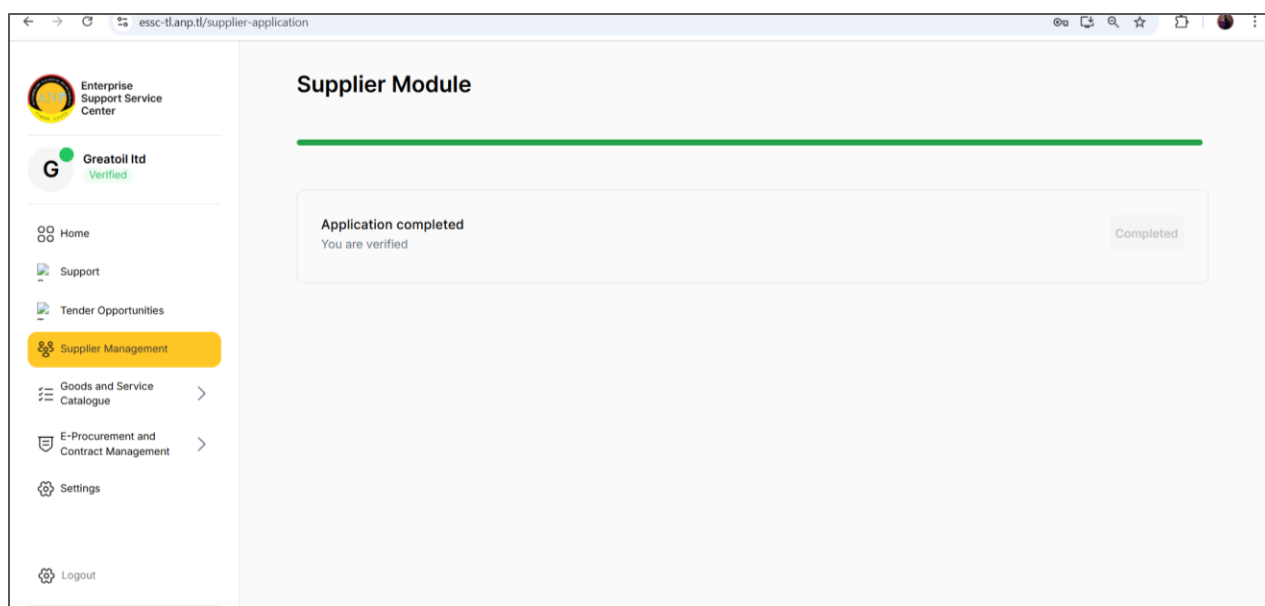 essc-tl.anp.tl/supplier-application
Enterprise
Support Service
Center
G
Greatoil ltd
Verified
Home
Support
Tender Opportunities
Supplier Management
Goods and Service
Catalogue
E-Procurement and
Contract Management
Settings
Logout
Supplier Module
Application completed
You are verified
Completed